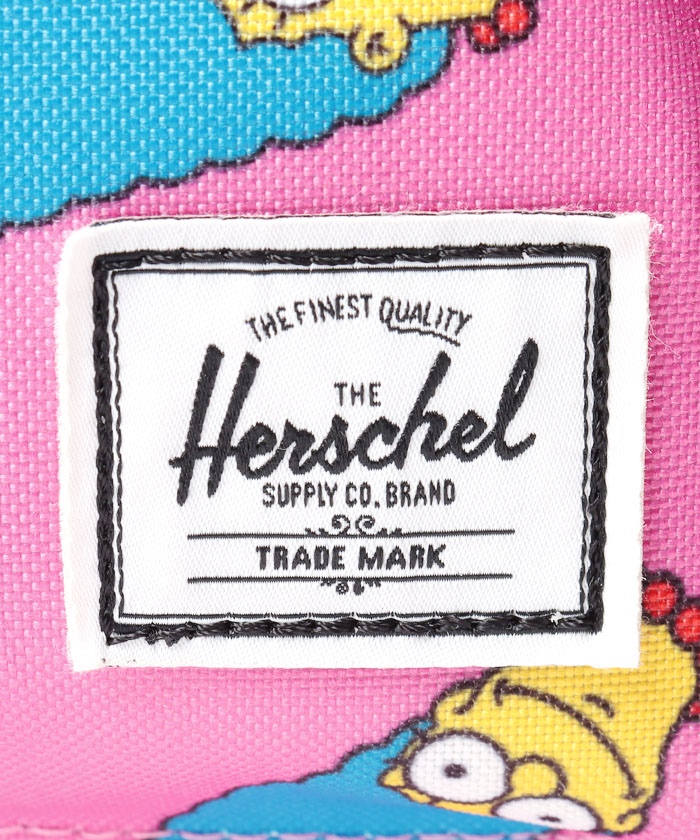 THE FINEST QUALITY
THE
Herschel
SUPPLY CO. BRAND
TRADE MARK